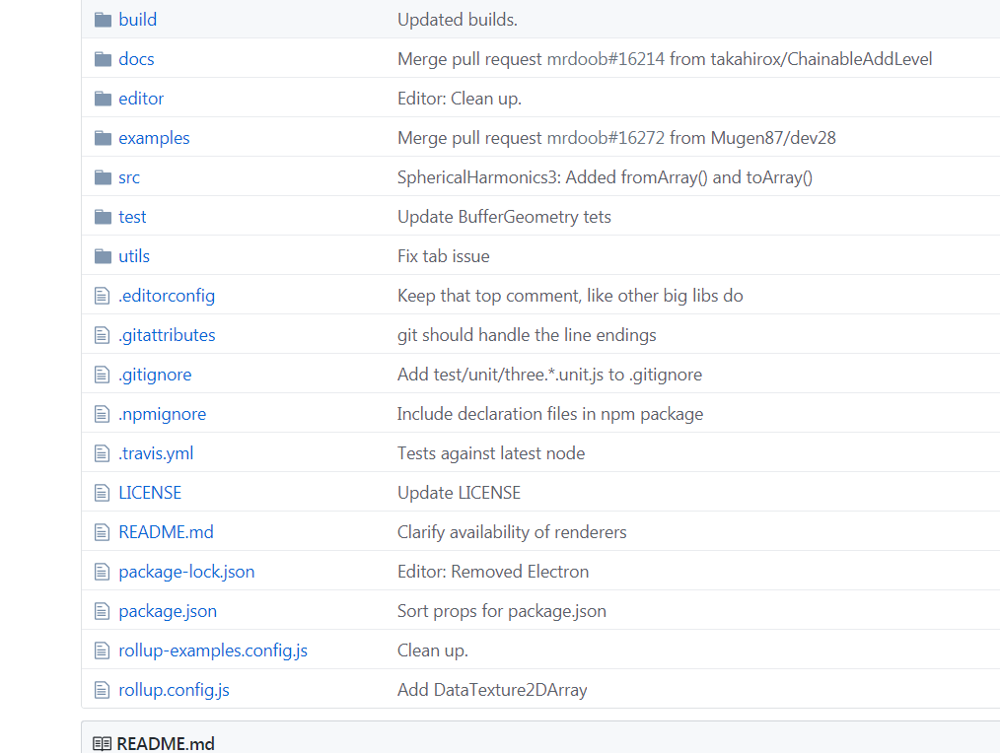 build Updated builds.
docs Merge pull request mrdoob#16214 from takahirox/ChainableAddLevel
editor Editor: Clean up.
examples Merge pull request mrdoob#16272 from Mugen87/dev28
src SphericalHarmonics3: Added fromArray() and toArray()
test Update BufferGeometry tets
utils Fix tab issue
.editorconfig Keep that top comment, like other big libs do
.gitattributes git should handle the line endings
.gitignore Add test/unit/three.*.unit.js to .gitignore
.npmignore Include declaration files in npm package
.travis.yml Tests against latest node
LICENSE Update LICENSE
README.md Clarify availability of renderers
package-lock.json Editor: Removed Electron
package.json Sort props for package.json
rollup-examples.config.js Clean up.
rollup.config.js Add DataTexture2DArray
README.md